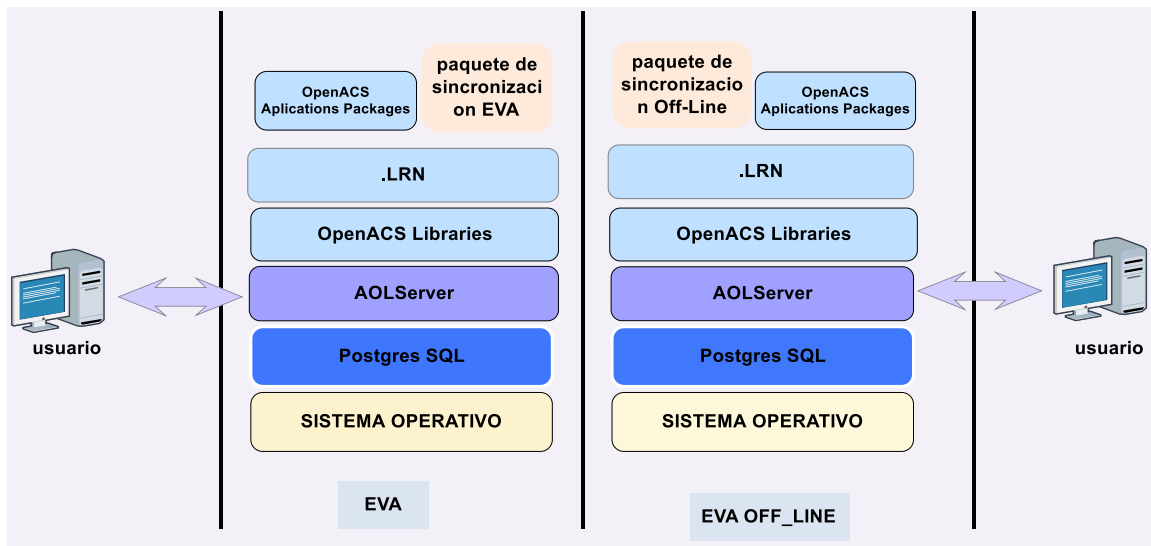 OpenACS
Aplications Packages
paquete de
sincronizaci
on EVA
.LRN
OpenACS Libraries
AOLServer
Postgres SQL
SISTEMA OPERATIVO
EVA
usuario
paquete de
sincronizacio
n Off-Line
OpenACS
Aplications Packages
.LRN
OpenACS Libraries
AOLServer
Postgres SQL
SISTEMA OPERATIVO
EVA OFF_LINE
usuario